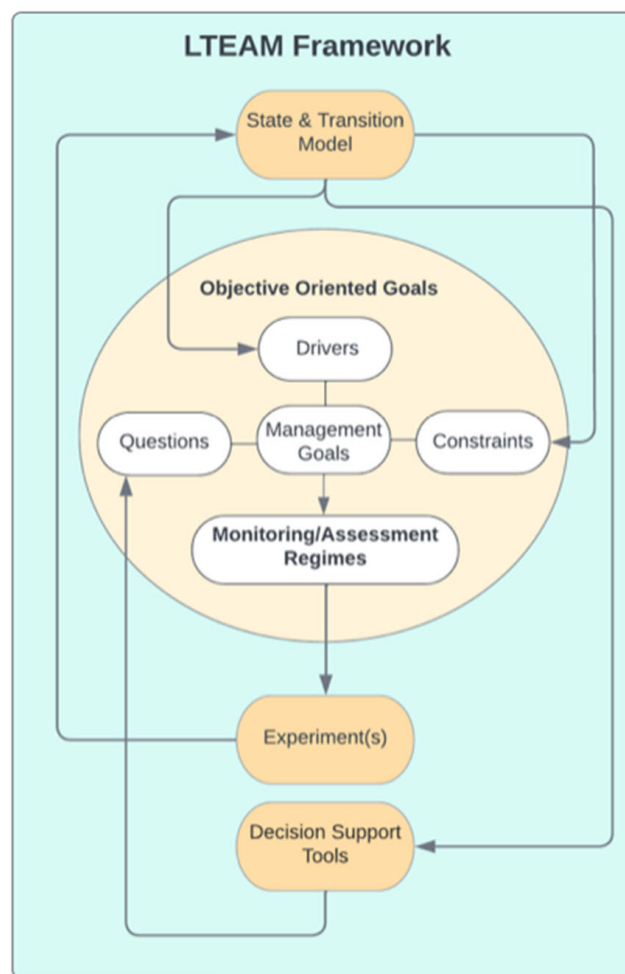 LTEAM Framework
State & Transition
Model
Objective Oriented Goals
Drivers
Questions
Management
Goals
Constraints
Monitoring/Assessment
Regimes
Experiment(s)
Decision Support
Tools